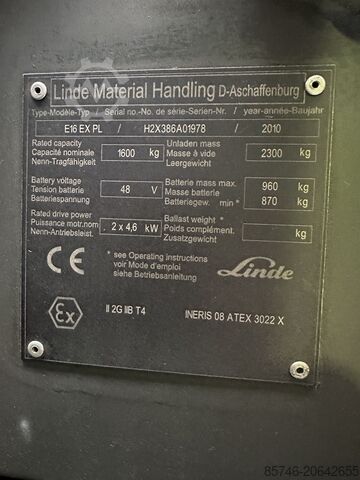 Linde Material Handling D-Aschaffenburg
Type-Modèle-Typ / Serial no.-No. de série-Serien-Nr. / year-année-Baujahr
E16 EX PL / H2X386A01978 / 2010
Rated capacity
Capacité nominale 1600 kg
Nenn-Tragfähigkeit
Unladen mass
Masse à vide 2300 kg
Leergewicht
Battery voltage
Tension batterie 48 V
Batteriespannung
Batterie mass max. 960 kg
Masse batterie
Batteriegew. min * 870 kg
Rated drive power
Puissance motr.nom 2 x 4,6 kW
Nenn-Antriebsleist.
Ballast weight *
Poids complément. kg
Zusatzgewicht
* see Operating instructions
voir Mode d'emploi
siehe Betriebsanleitung
CE
Linde
Ex
II 2G IIB T4
INERIS 08 ATEX 3022 X
85746-20642655